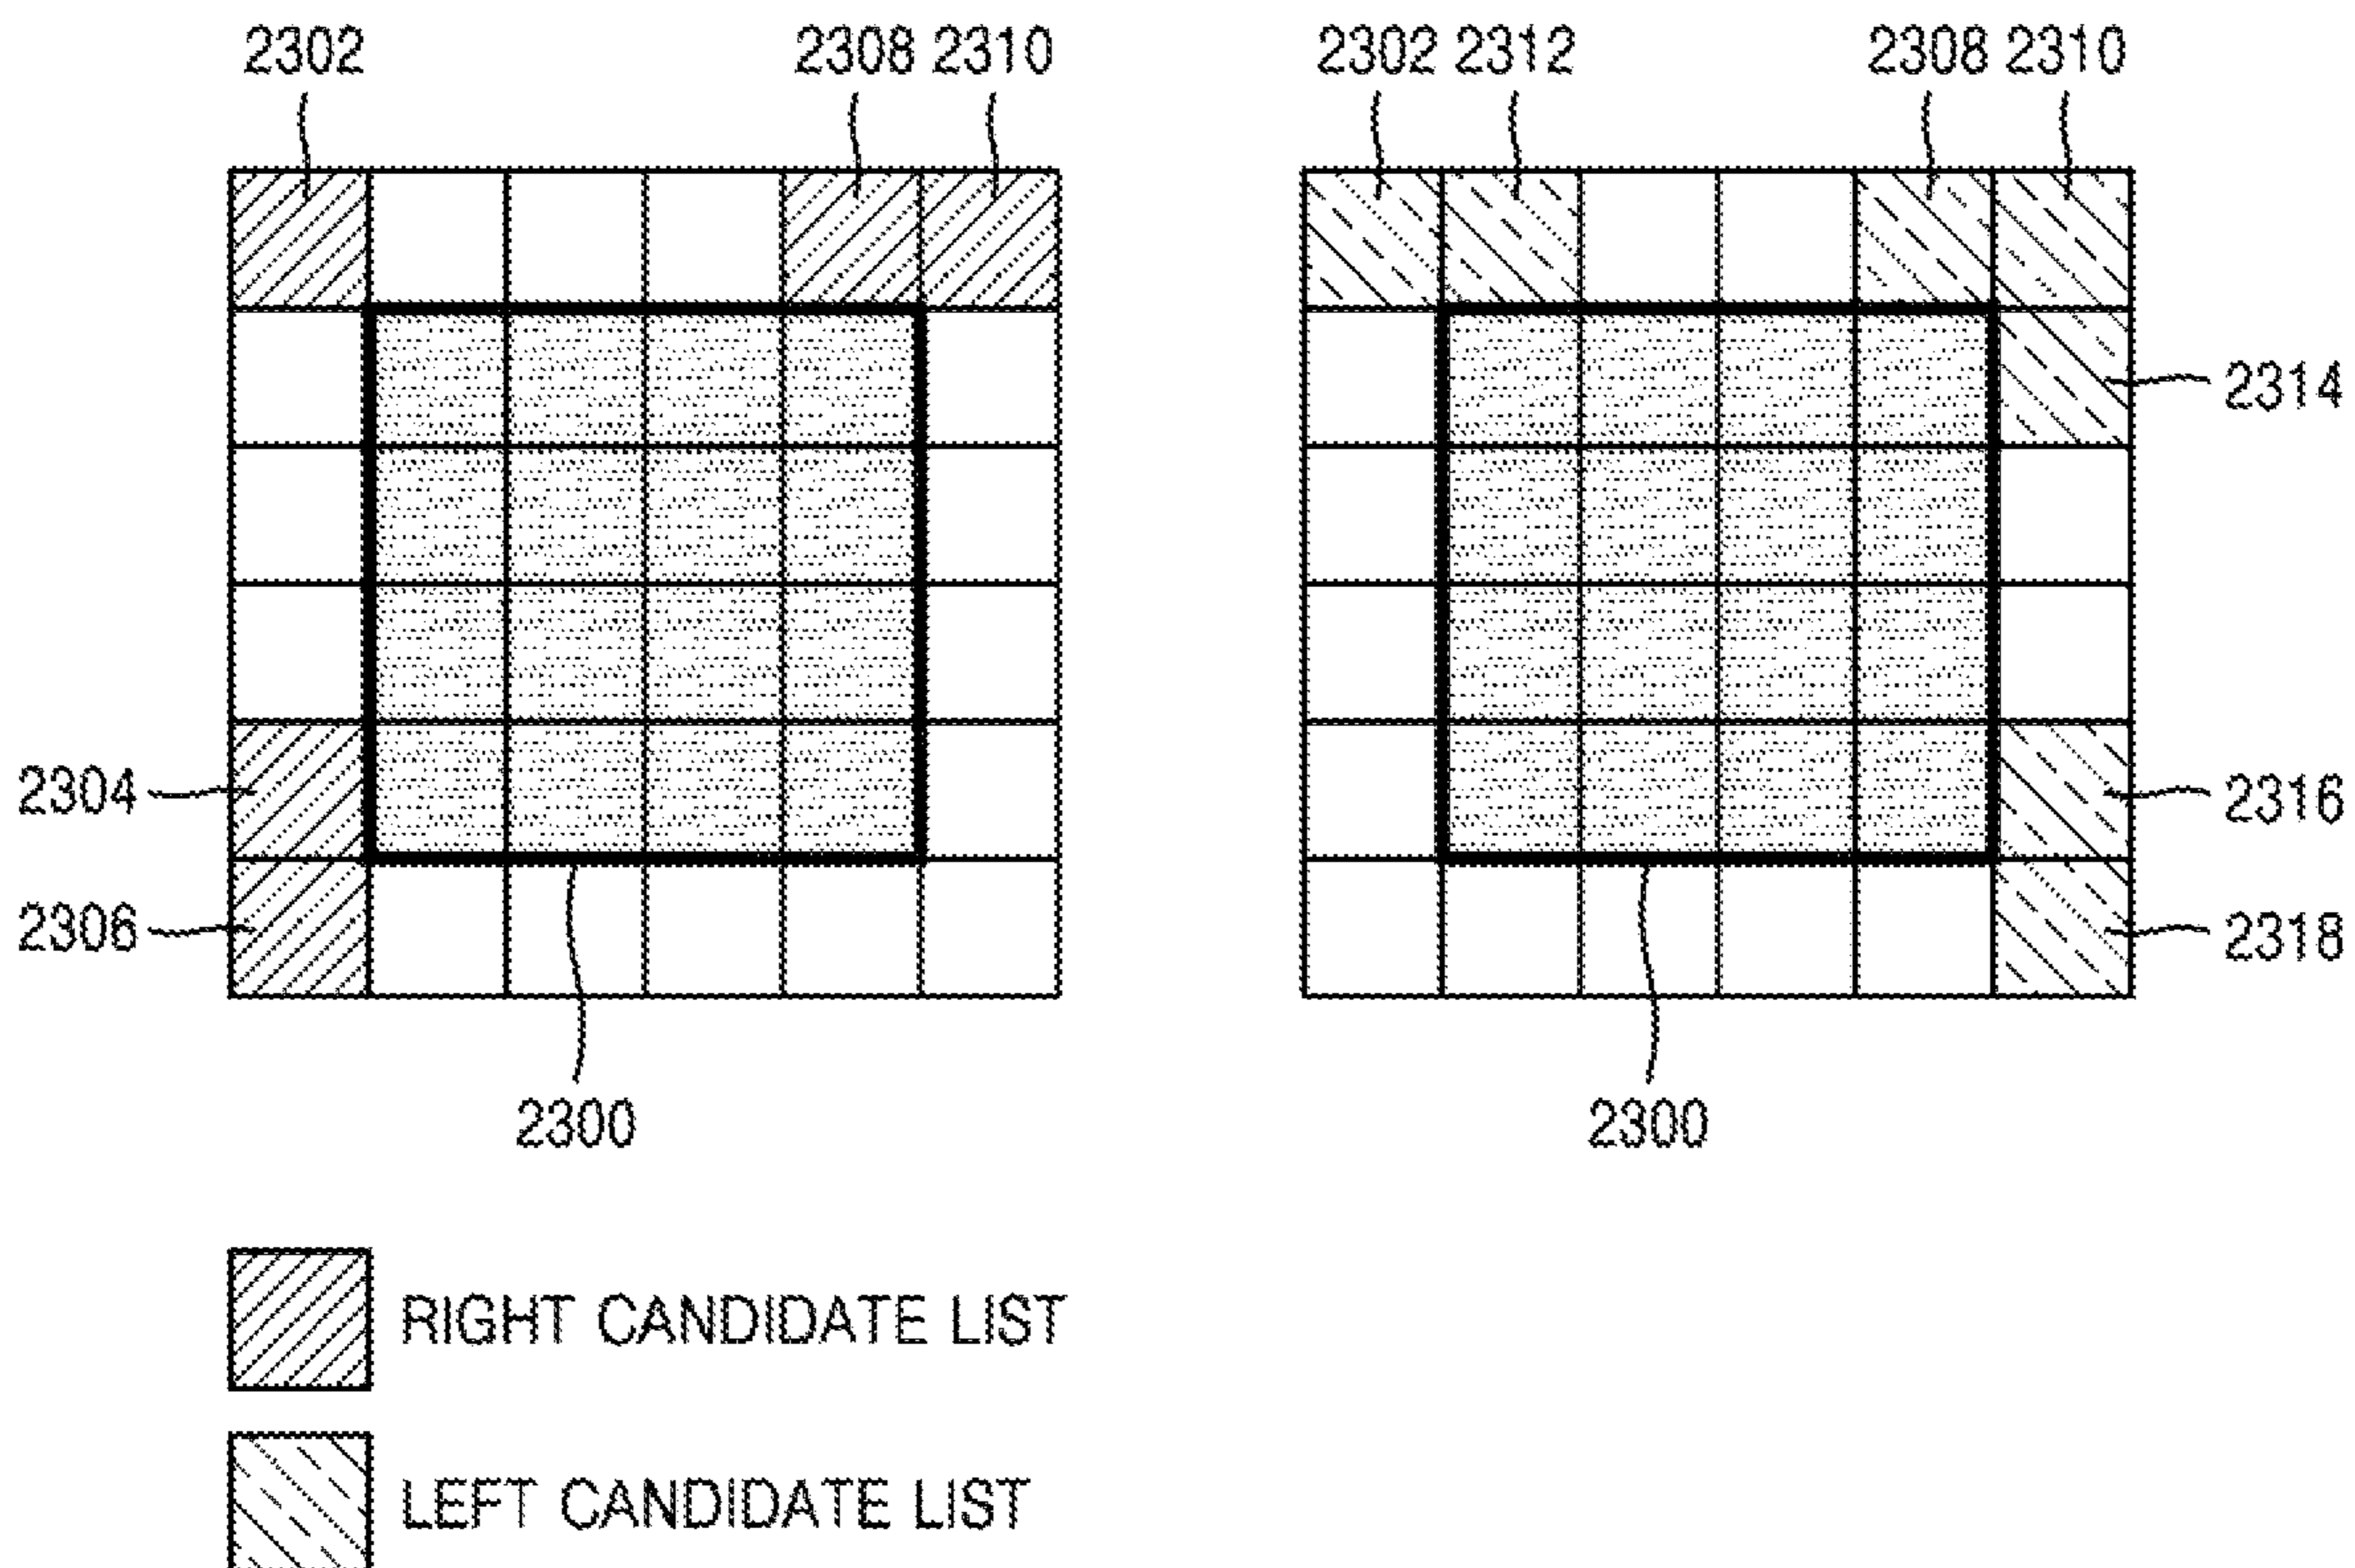 2302 2308 2310 2302 2312 2308 2310
2314
2304 2316
2306 2318
2300 2300
RIGHT CANDIDATE LIST
LEFT CANDIDATE LIST